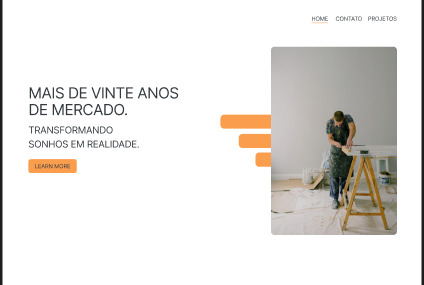 HOME CONTATO PROJETOS
MAIS DE VINTE ANOS
DE MERCADO.
TRANSFORMANDO
SONHOS EM REALIDADE.
LEARN MORE